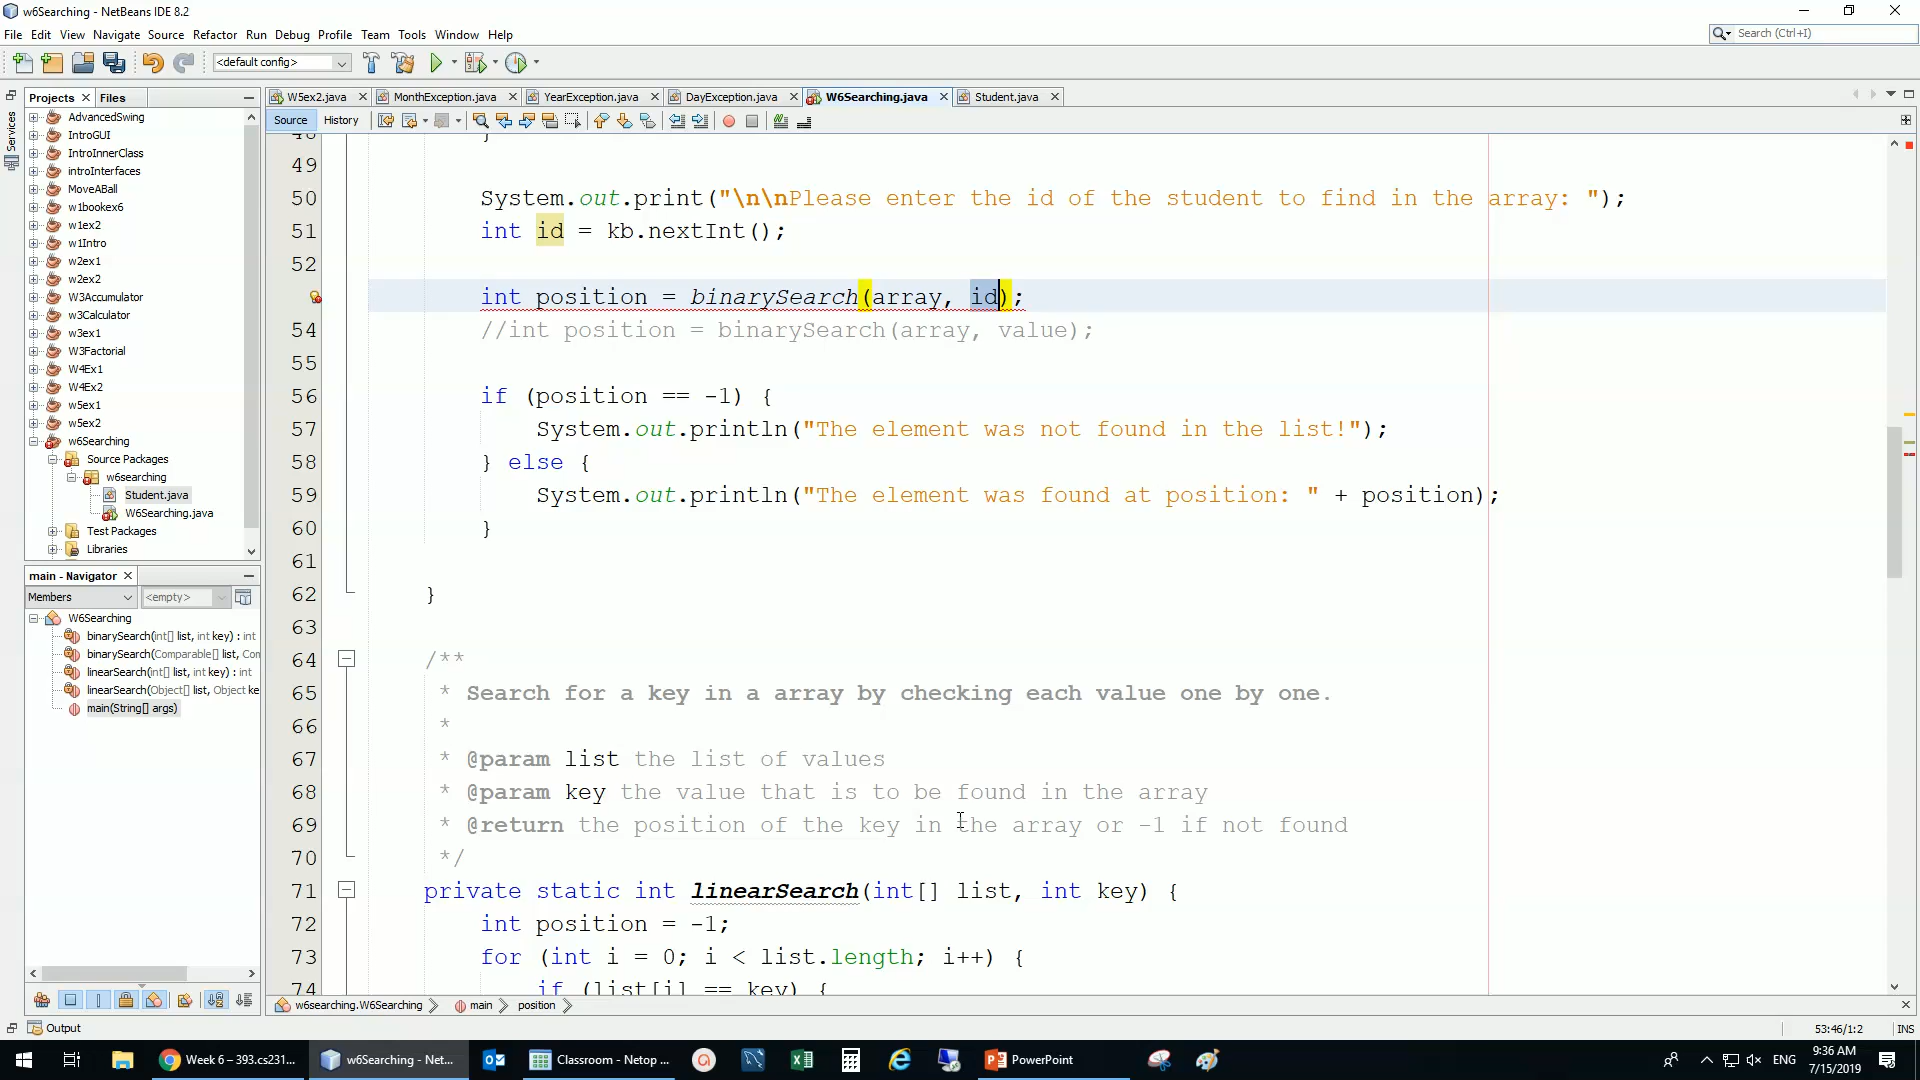 w6Searching - NetBeans IDE 8.2
File Edit View Navigate Source Refactor Run Debug Profile Team Tools Window Help
Search (Ctrl+I)
<default config>
Projects Files
W5ex2.java MonthException.java YearException.java DayException.java W6Searching.java Student.java
Source History
Services
AdvancedSwing
IntroGUI
IntroInnerClass
introInterfaces
MoveABall
w1bookex6
w1ex2
w1Intro
w2ex1
w2ex2
W3Accumulator
w3Calculator
w3ex1
W3Factorial
W4Ex1
W4Ex2
w5ex1
w5ex2
w6Searching
Source Packages
w6searching
Student.java
W6Searching.java
Test Packages
Libraries
main - Navigator
Members <empty>
W6Searching
binarySearch(int[] list, int key) : int
binarySearch(Comparable[] list, Con
linearSearch(int[] list, int key) : int
linearSearch(Object[] list, Object ke
main(String[] args)
48 }
49
50 System.out.print("\n\nPlease enter the id of the student to find in the array: ");
51 int id = kb.nextInt();
52
int position = binarySearch(array, id);
54 //int position = binarySearch(array, value);
55
56 if (position == -1) {
57 System.out.println("The element was not found in the list!");
58 } else {
59 System.out.println("The element was found at position: " + position);
60 }
61
62 }
63
64 /**
65 * Search for a key in a array by checking each value one by one.
66 *
67 * @param list the list of values
68 * @param key the value that is to be found in the array
69 * @return the position of the key in the array or -1 if not found
70 */
71 private static int linearSearch(int[] list, int key) {
72 int position = -1;
73 for (int i = 0; i < list.length; i++) {
74 if (list[i] == key) {
w6searching.W6Searching main position
Output
53:46/1:2 INS
Week 6 – 393.cs231... w6Searching - Net... Classroom - Netop ... PowerPoint
ENG
9:36 AM
7/15/2019